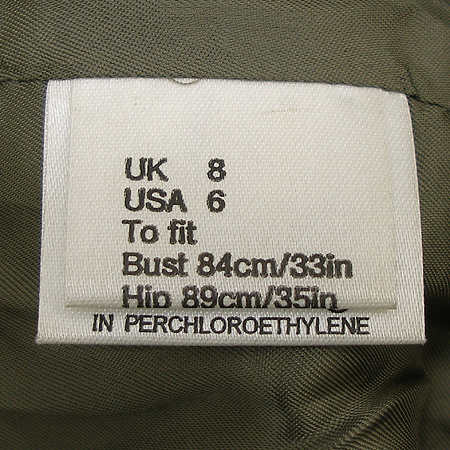 UK 8
USA 6
To fit
Bust 84cm/33in
Hip 89cm/35in
IN PERCHLOROETHYLENE